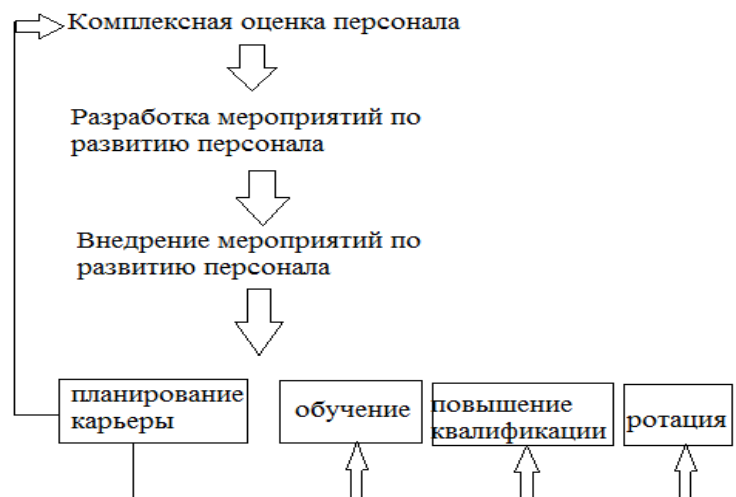 Комплексная оценка персонала
Разработка мероприятий по
развитию персонала
Внедрение мероприятий по
развитию персонала
планирование
карьеры
обучение
повышение
квалификации
ротация